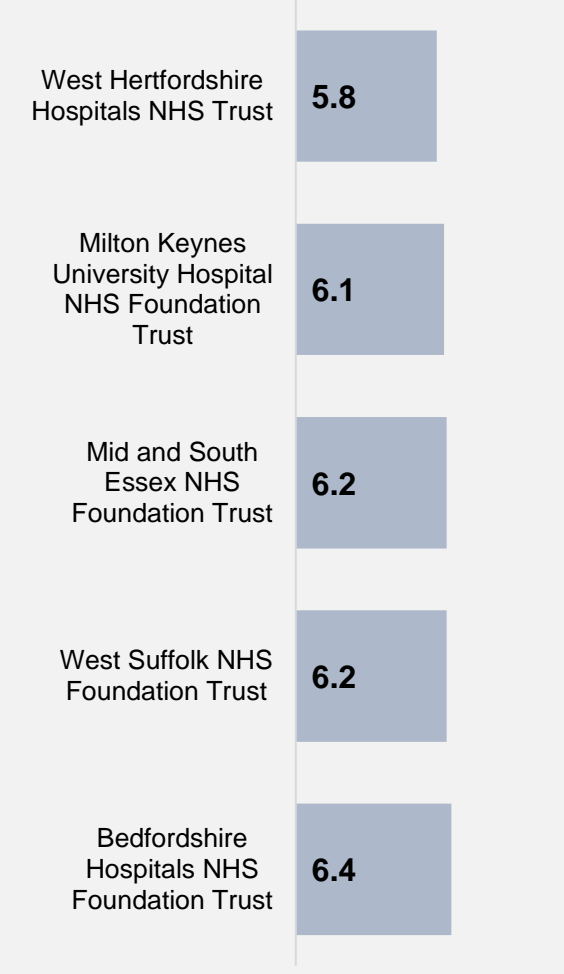 West Hertfordshire
Hospitals NHS Trust
5.8
Milton Keynes
University Hospital
NHS Foundation
Trust
6.1
Mid and South
Essex NHS
Foundation Trust
6.2
West Suffolk NHS
Foundation Trust
6.2
Bedfordshire
Hospitals NHS
Foundation Trust
6.4